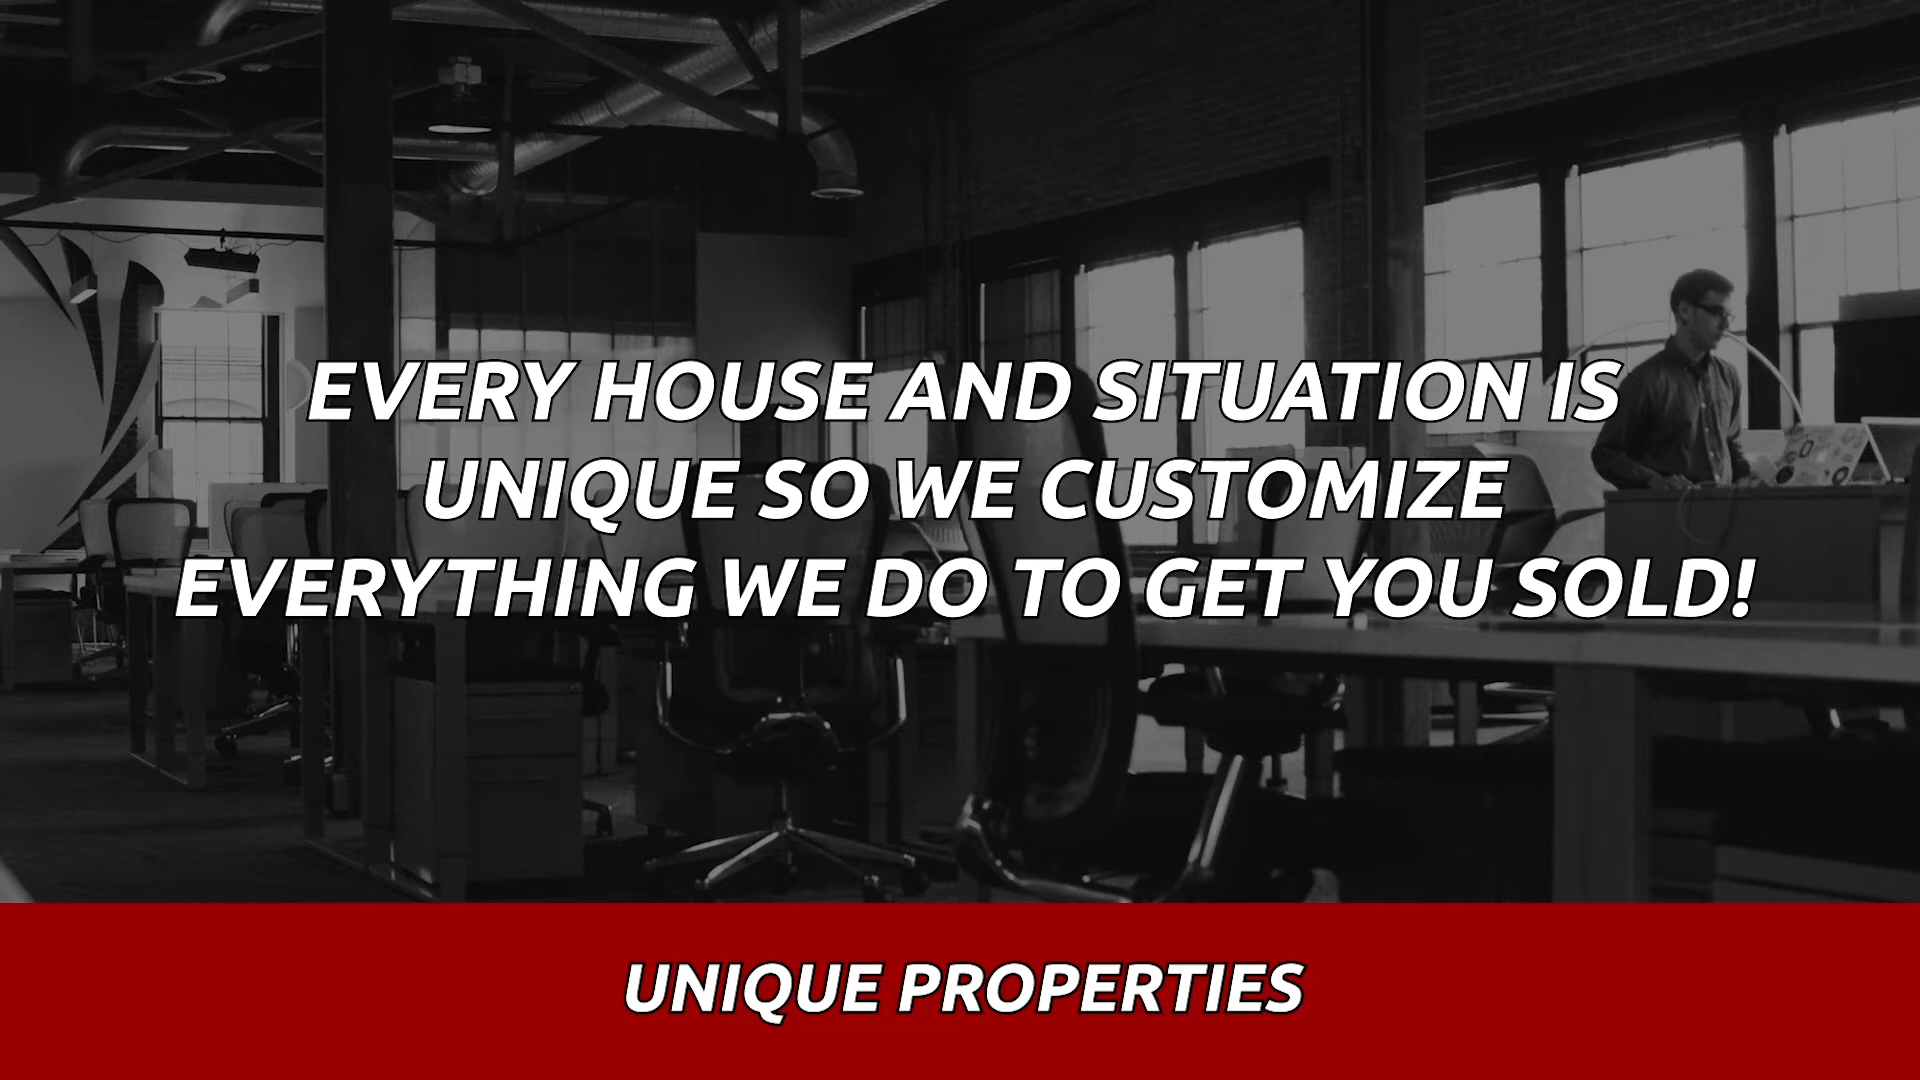 EVERY HOUSE AND SITUATION IS
UNIQUE SO WE CUSTOMIZE
EVERYTHING WE DO TO GET YOU SOLD!
UNIQUE PROPERTIES